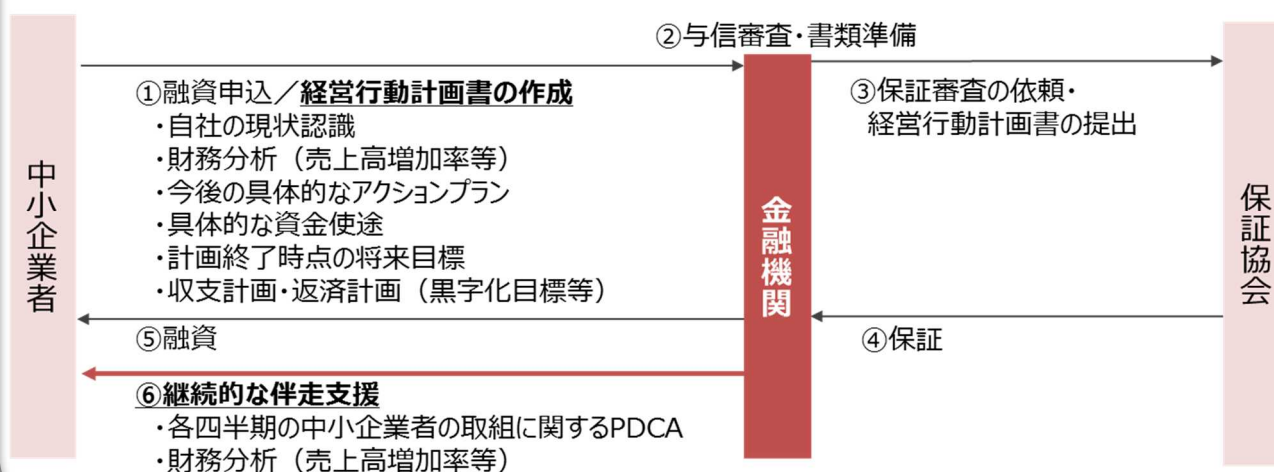 ②与信審査・書類準備
①融資申込／経営行動計画書の作成
・自社の現状認識
・財務分析（売上高増加率等）
・今後の具体的なアクションプラン
・具体的な資金使途
・計画終了時点の将来目標
・収支計画・返済計画（黒字化目標等）
③保証審査の依頼・
経営行動計画書の提出
中小企業者
金融機関
保証協会
⑤融資
④保証
⑥継続的な伴走支援
・各四半期の中小企業者の取組に関するPDCA
・財務分析（売上高増加率等）